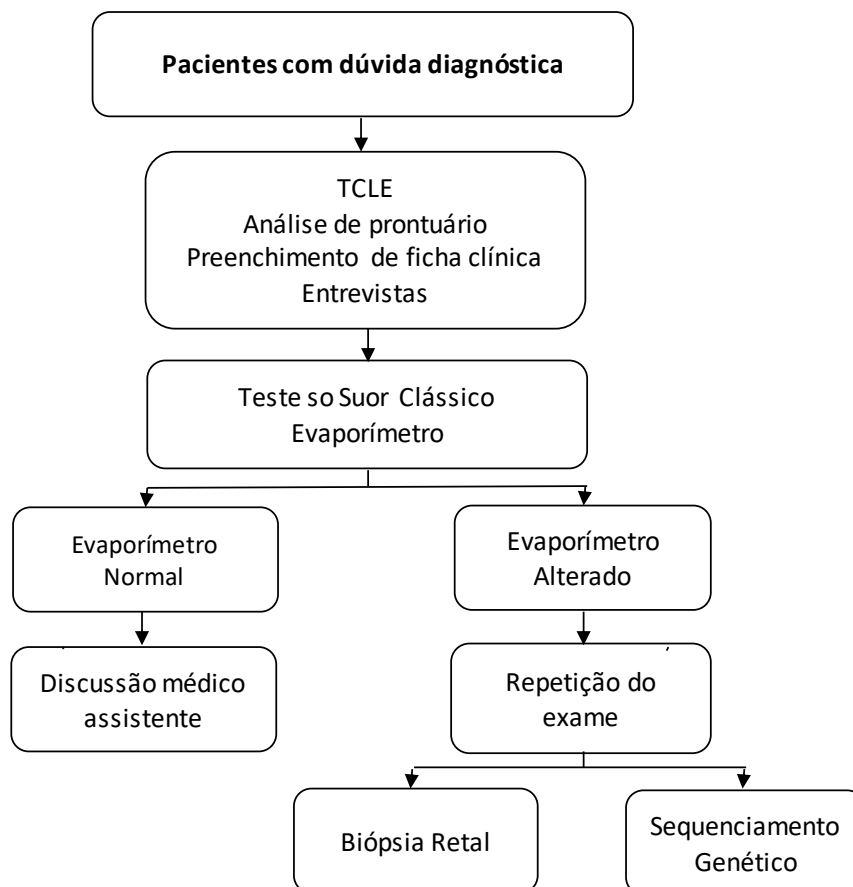 Pacientes com dúvida diagnóstica
TCLE
Análise de prontuário
Preenchimento de ficha clínica
Entrevistas
Teste so Suor Clássico
Evaporímetro
Evaporímetro
Normal
Evaporímetro
Alterado
Discussão médico
assistente
Repetição do
exame
Biópsia Retal
Sequenciamento
Genético